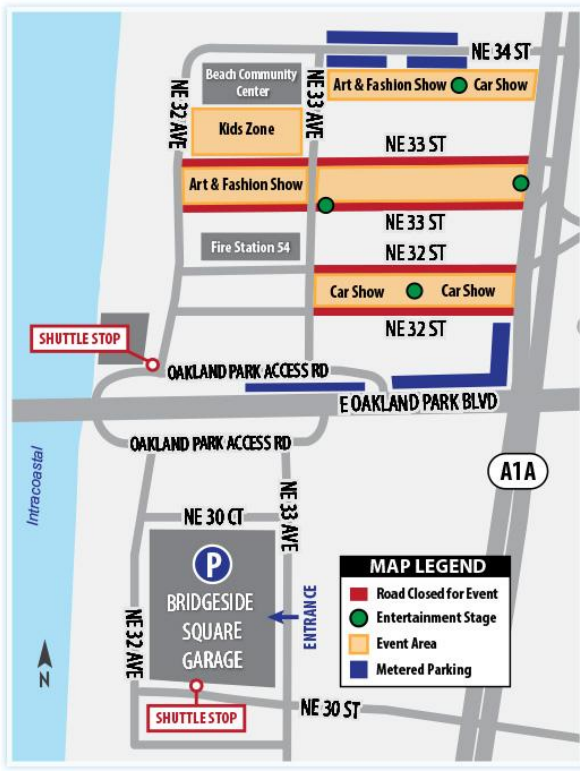 NE 34 ST
Beach Community
Center
NE 32 AVE
NE 33 AVE
Art & Fashion Show
Car Show
Kids Zone
NE 33 ST
Art & Fashion Show
NE 33 ST
Fire Station 54
NE 32 ST
Car Show
Car Show
NE 32 ST
SHUTTLE STOP
OAKLAND PARK ACCESS RD
E OAKLAND PARK BLVD
OAKLAND PARK ACCESS RD
A1A
Intracoastal
NE 30 CT
NE 33 AVE
P
BRIDGESIDE
SQUARE
GARAGE
ENTRANCE
NE 32 AVE
N
SHUTTLE STOP
NE 30 ST
MAP LEGEND
Road Closed for Event
Entertainment Stage
Event Area
Metered Parking